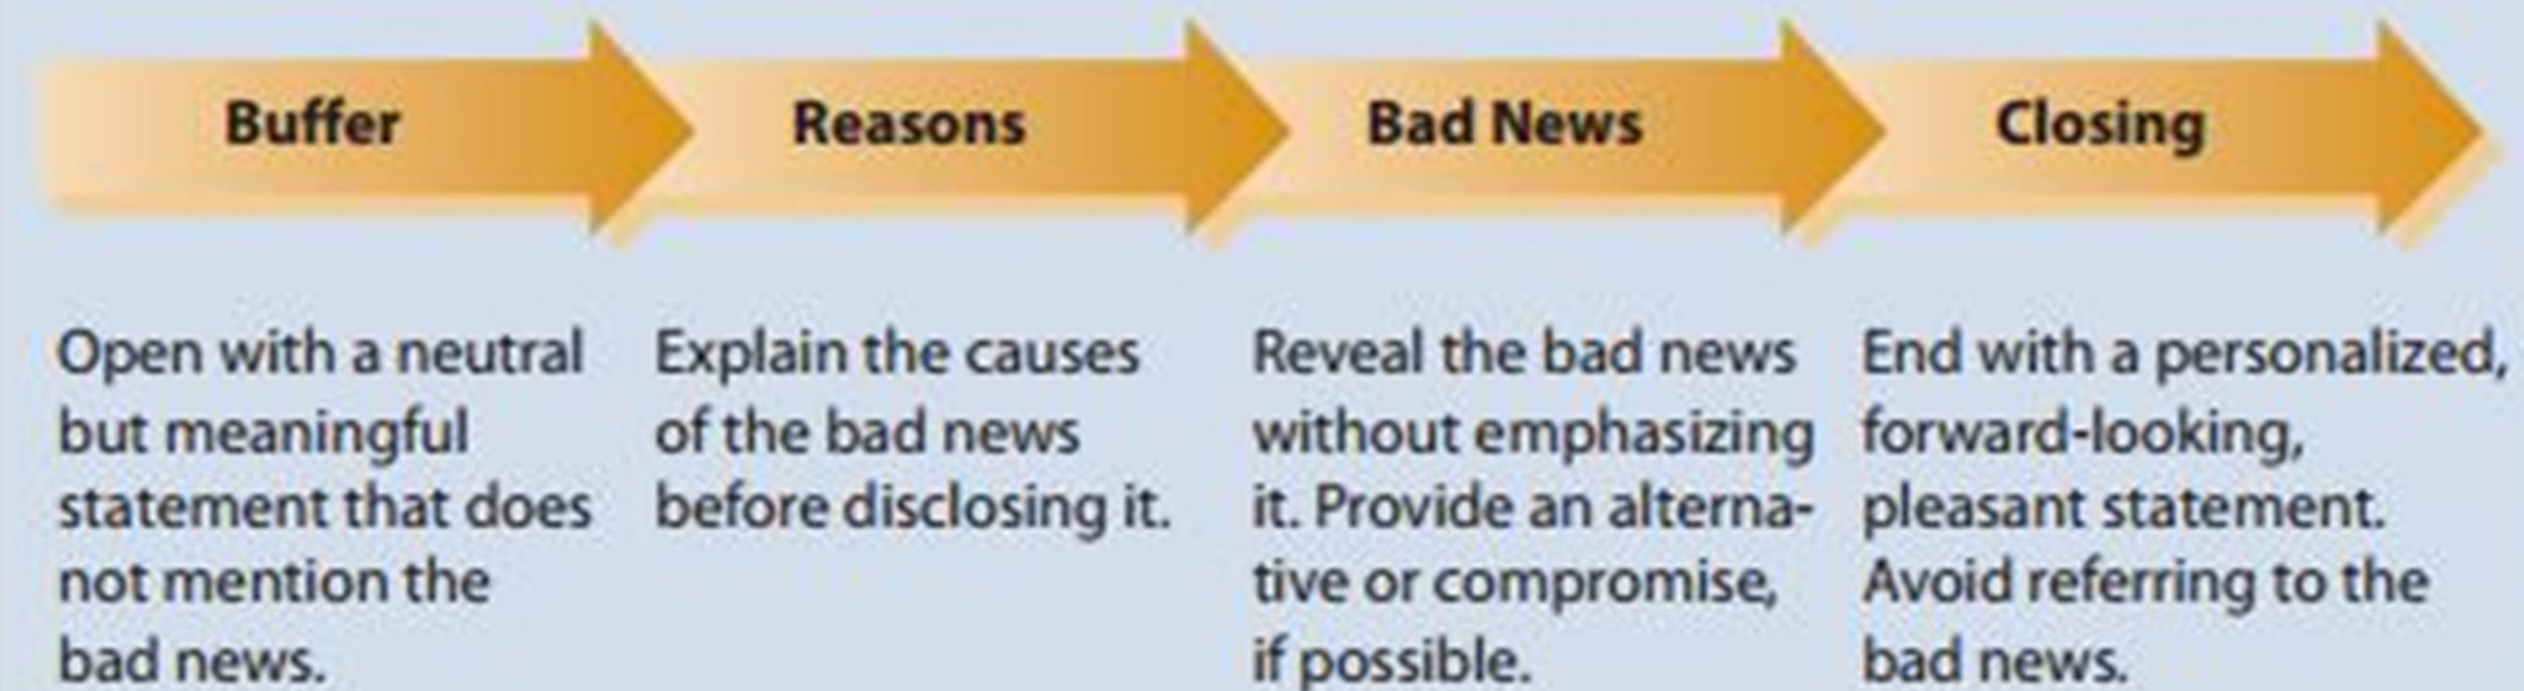 Buffer
Reasons
Bad News
Closing
Open with a neutral
but meaningful
statement that does
not mention the
bad news.
Explain the causes
of the bad news
before disclosing it.
Reveal the bad news
without emphasizing
it. Provide an alterna-
tive or compromise,
if possible.
End with a personalized,
forward-looking,
pleasant statement.
Avoid referring to the
bad news.